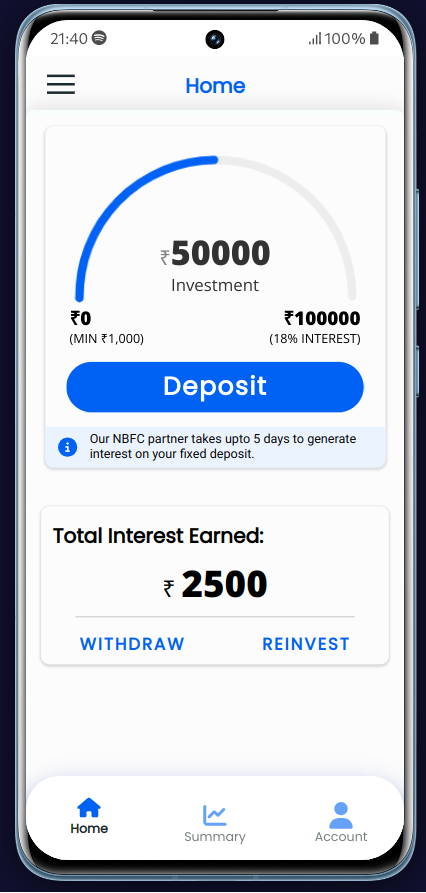 21:40 100%
Home
₹50000
Investment
₹0 ₹100000
(MIN ₹1,000) (18% INTEREST)
Deposit
Our NBFC partner takes upto 5 days to generate
interest on your fixed deposit.
Total Interest Earned:
₹ 2500
WITHDRAW REINVEST
Home Summary Account